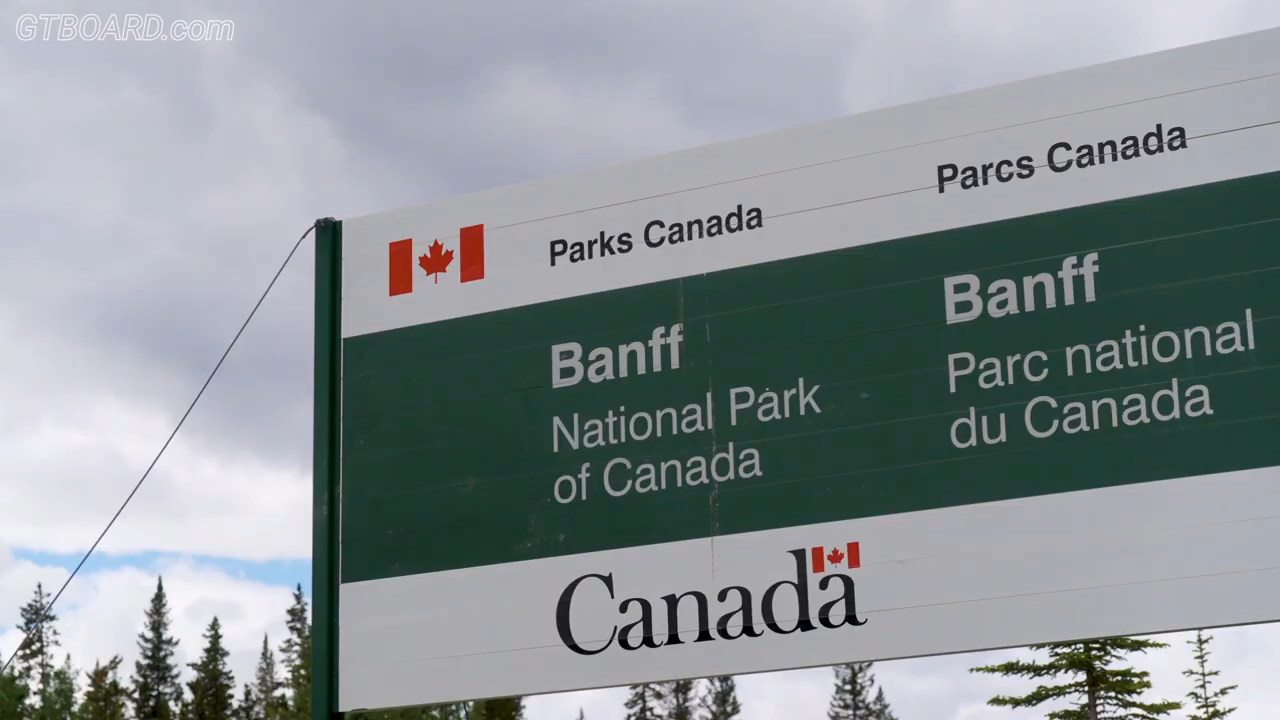 GTBOARD.com
Parks Canada
Parcs Canada
Banff
National Park
of Canada
Banff
Parc national
du Canada
Canada